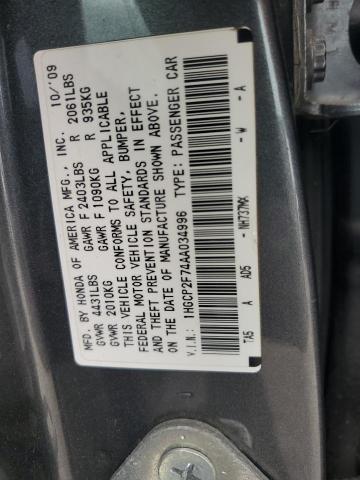 MFD. BY HONDA OF AMERICA MFG., INC. 10/'09
GVWR 4431LBS GAWR F 2403LBS R 2061LBS
GVWR 2010KG GAWR F 1090KG R 935KG
THIS VEHICLE CONFORMS TO ALL APPLICABLE
FEDERAL MOTOR VEHICLE SAFETY, BUMPER,
AND THEFT PREVENTION STANDARDS IN EFFECT
ON THE DATE OF MANUFACTURE SHOWN ABOVE.
V.I.N.: 1HGCP2F74AA034996 TYPE: PASSENGER CAR
TA5 A AD5 - NH737MX - W - A